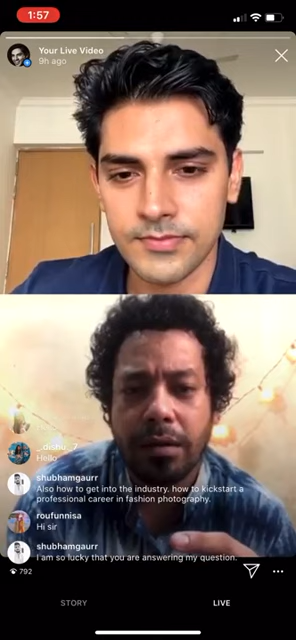 1:57
Your Live Video
9h ago
_.dishu_.7
Hello
shubhamgaurr
Also how to get into the industry. how to kickstart a
professional career in fashion photography.
roufunnisa
Hi sir
shubhamgaurr
I am so lucky that you are answering my question.
792
STORY
LIVE